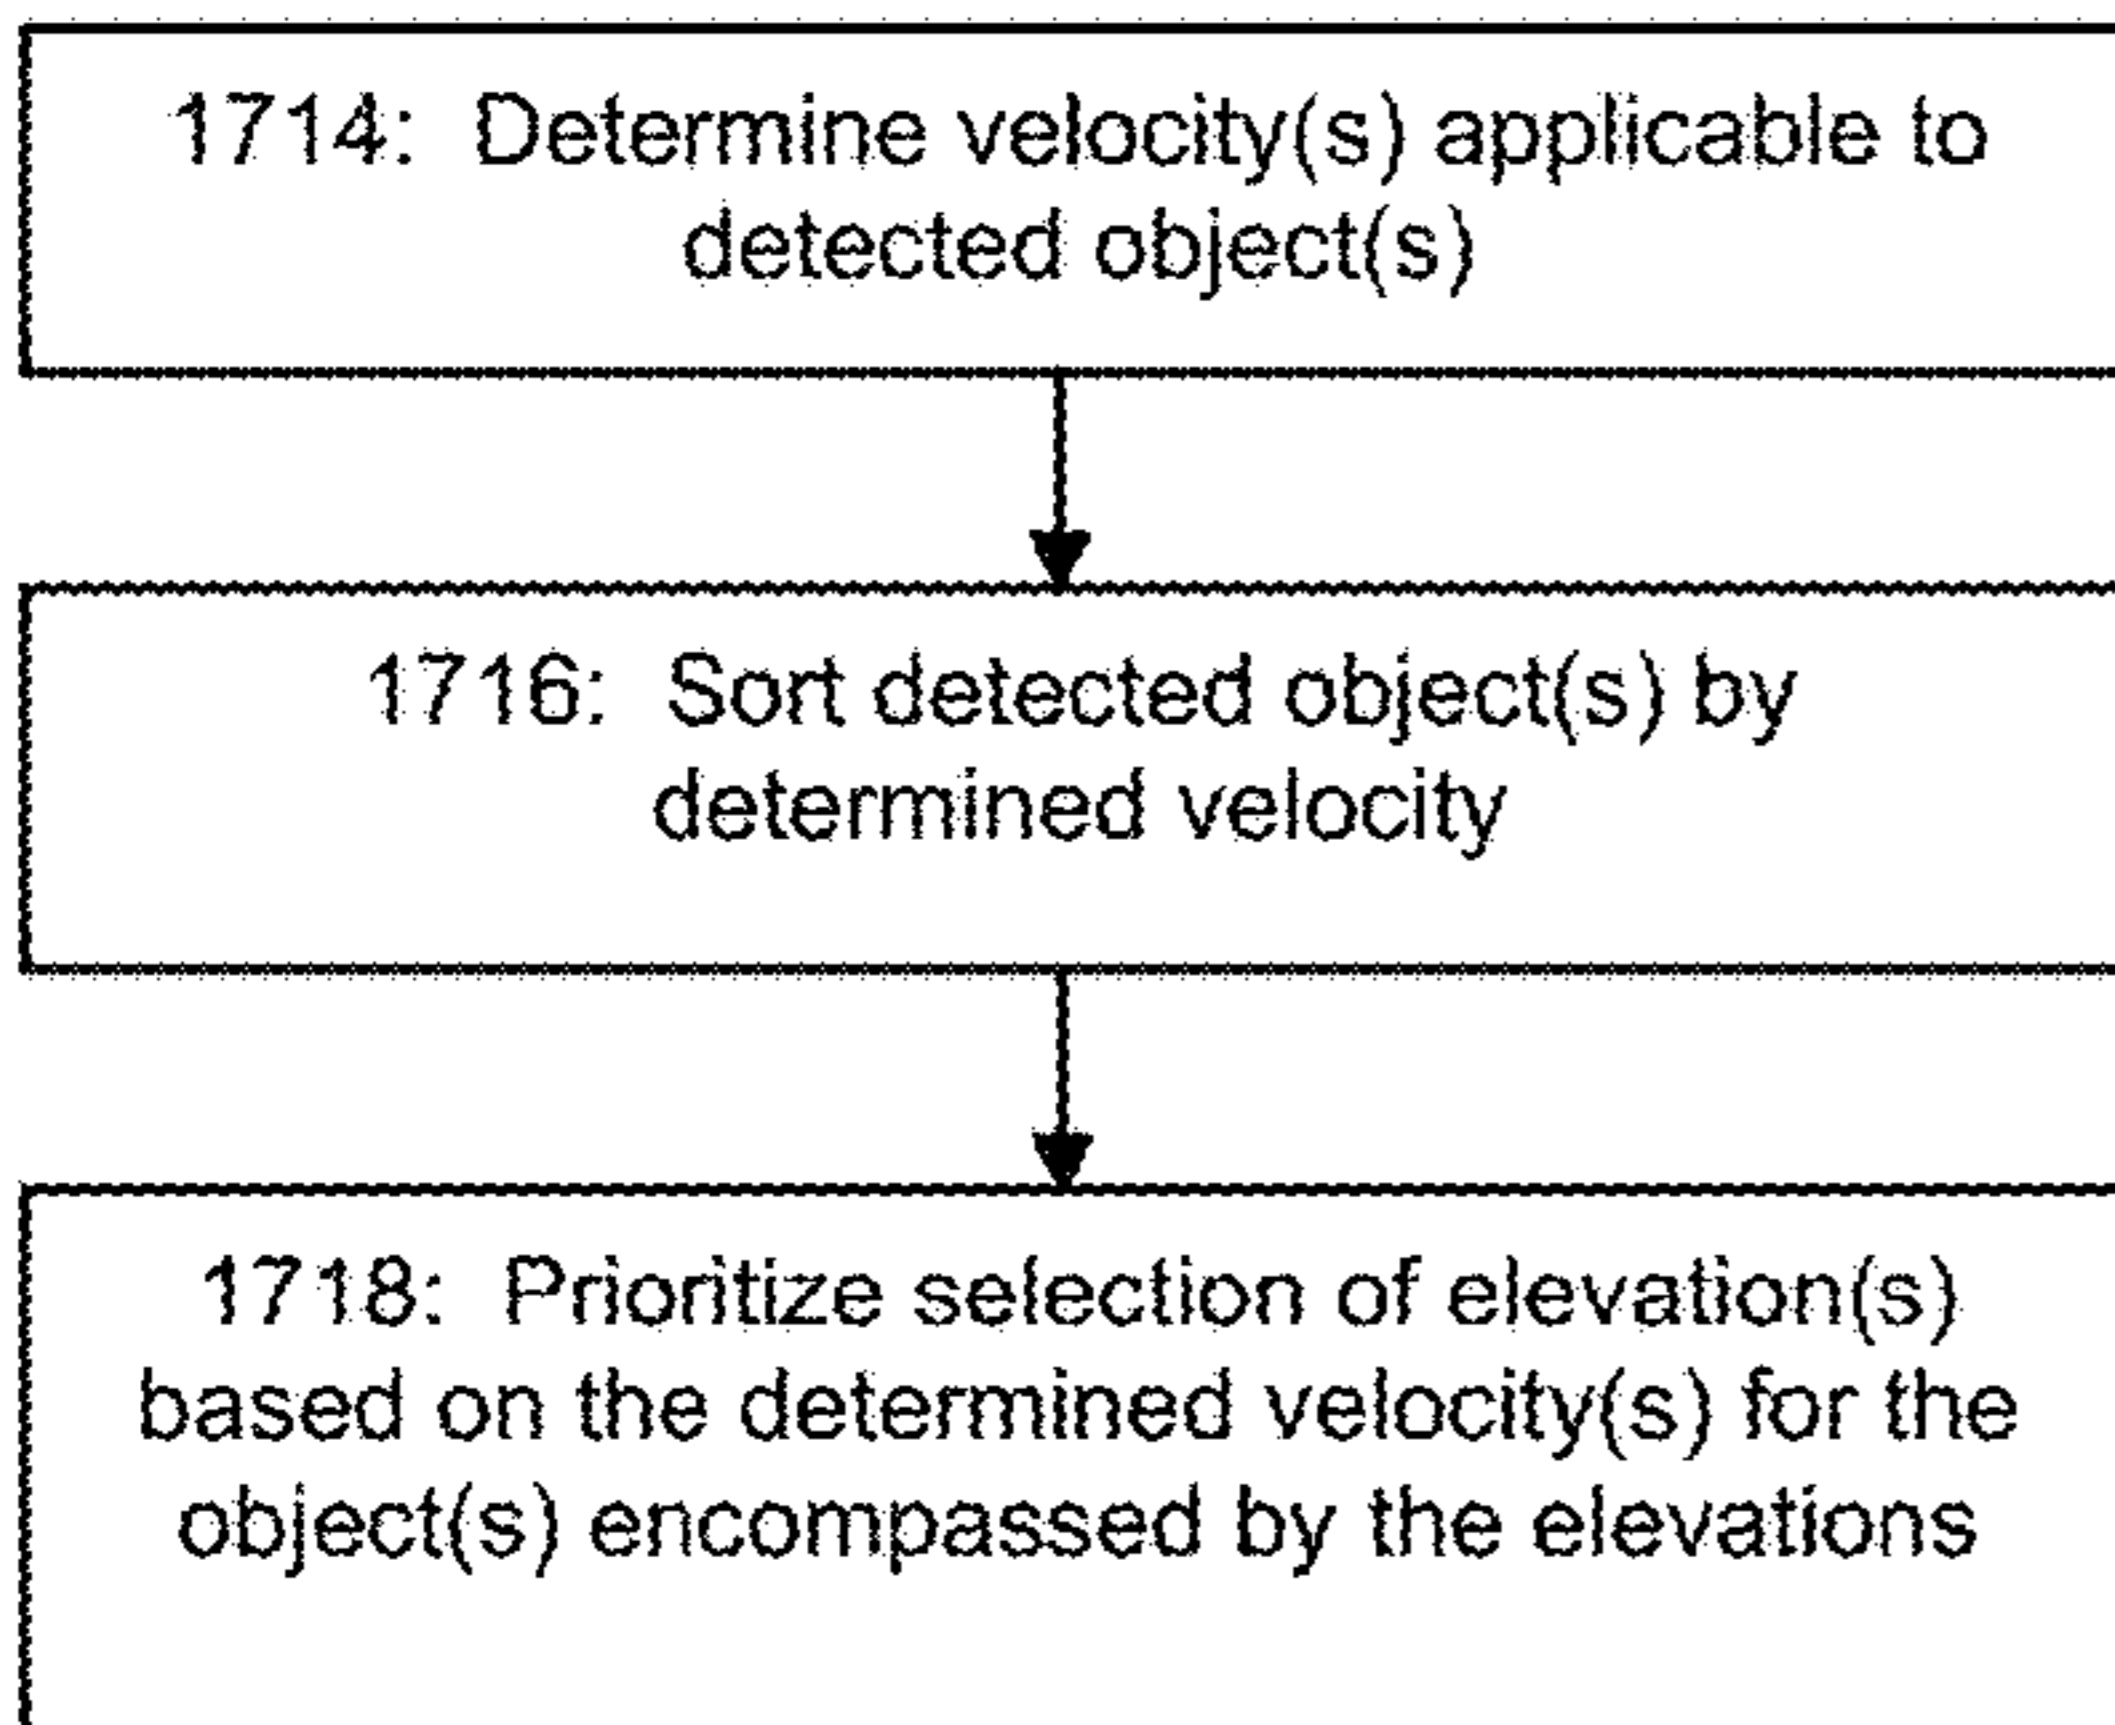 1714: Determine velocity(s) applicable to
detected object(s)
1716: Sort detected object(s) by
determined velocity
1718: Prioritize selection of elevation(s)
based on the determined velocity(s) for the
object(s) encompassed by the elevations